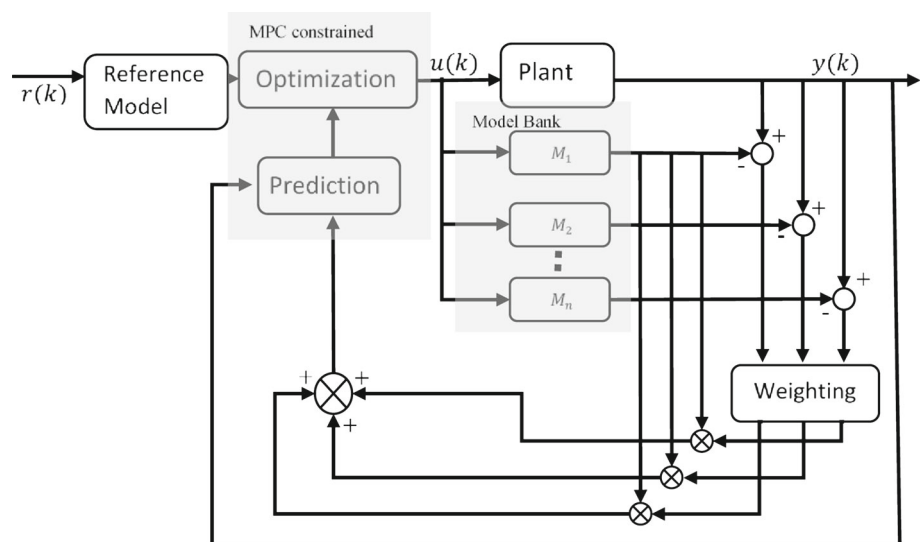 MPC constrained
r(k)
Reference
Model
Optimization
u(k)
Plant
y(k)
Prediction
Model Bank
M₁
M₂
Mₙ
+
-
+
-
+
-
Weighting
+
+
+